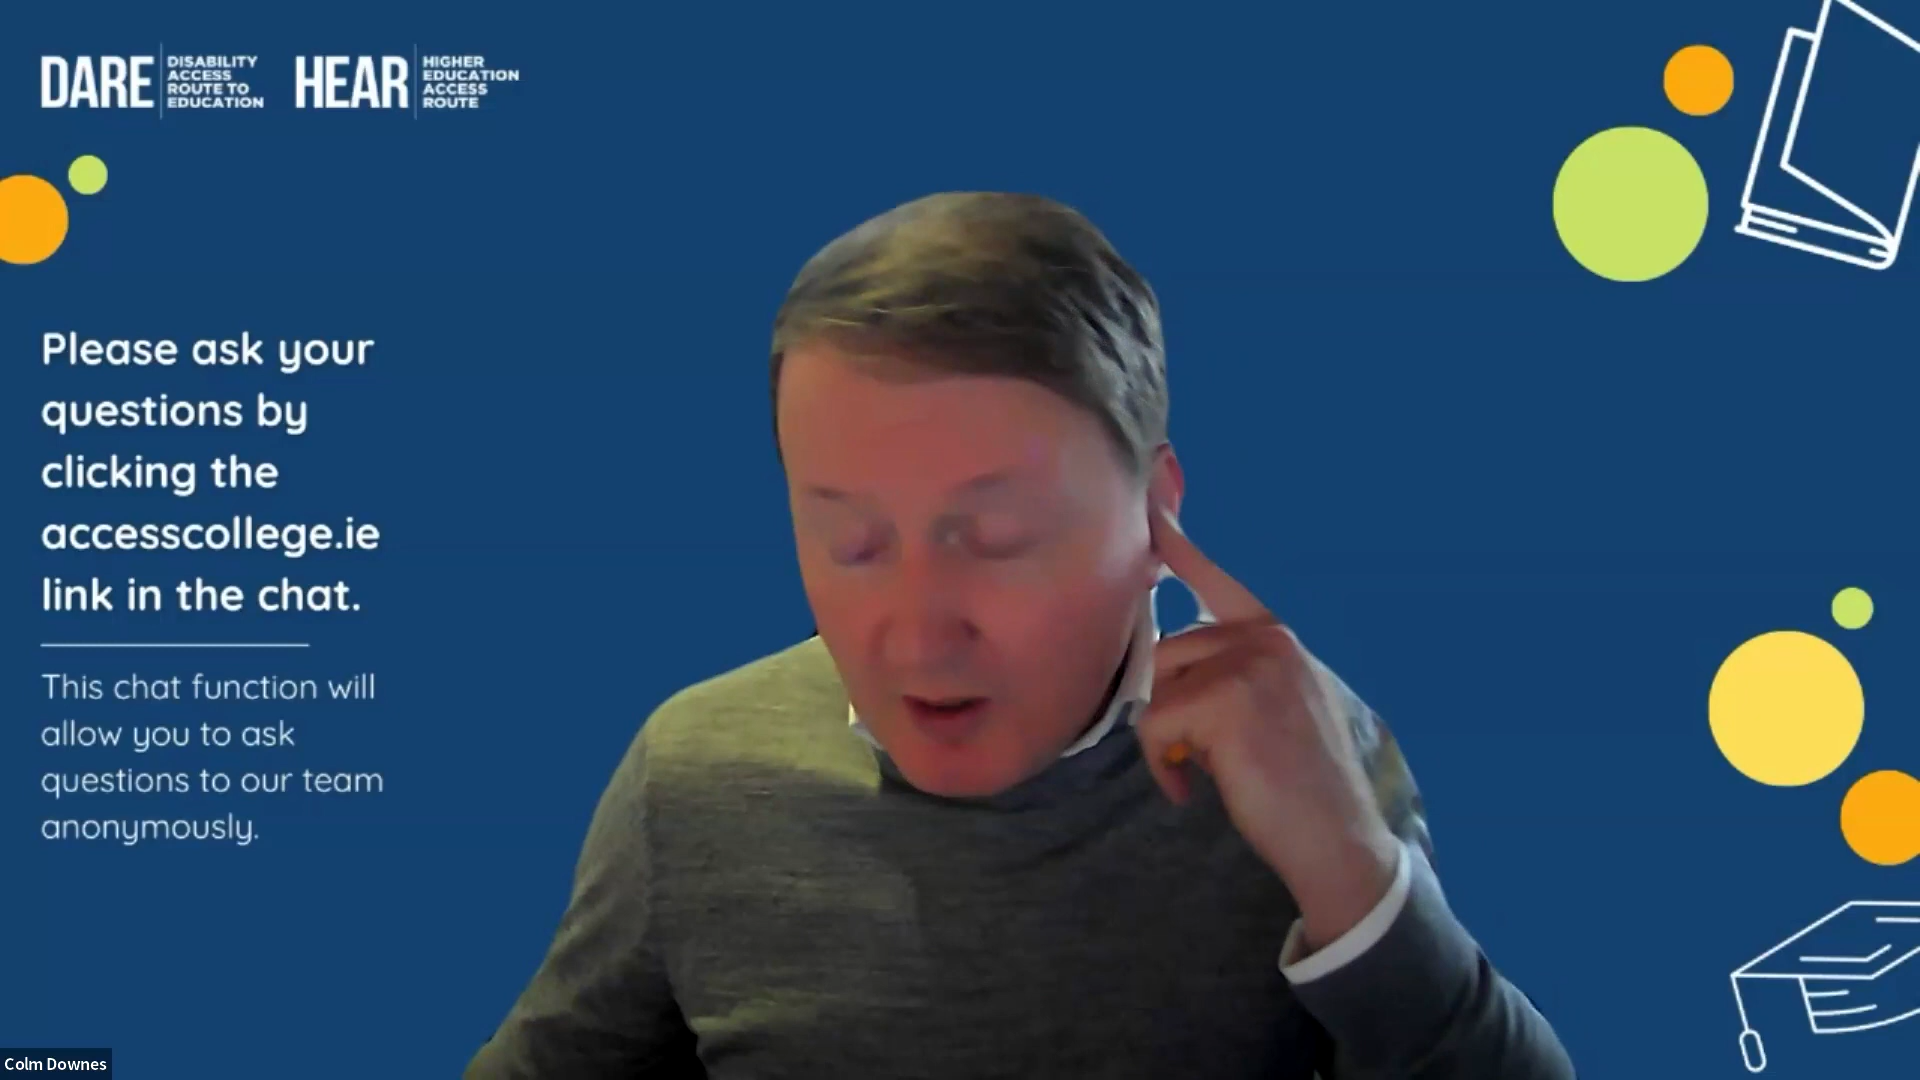 DARE
DISABILITY
ACCESS
ROUTE TO
EDUCATION
HEAR
HIGHER
EDUCATION
ACCESS
ROUTE
Please ask your
questions by
clicking the
accesscollege.ie
link in the chat.
This chat function will
allow you to ask
questions to our team
anonymously.
Colm Downes